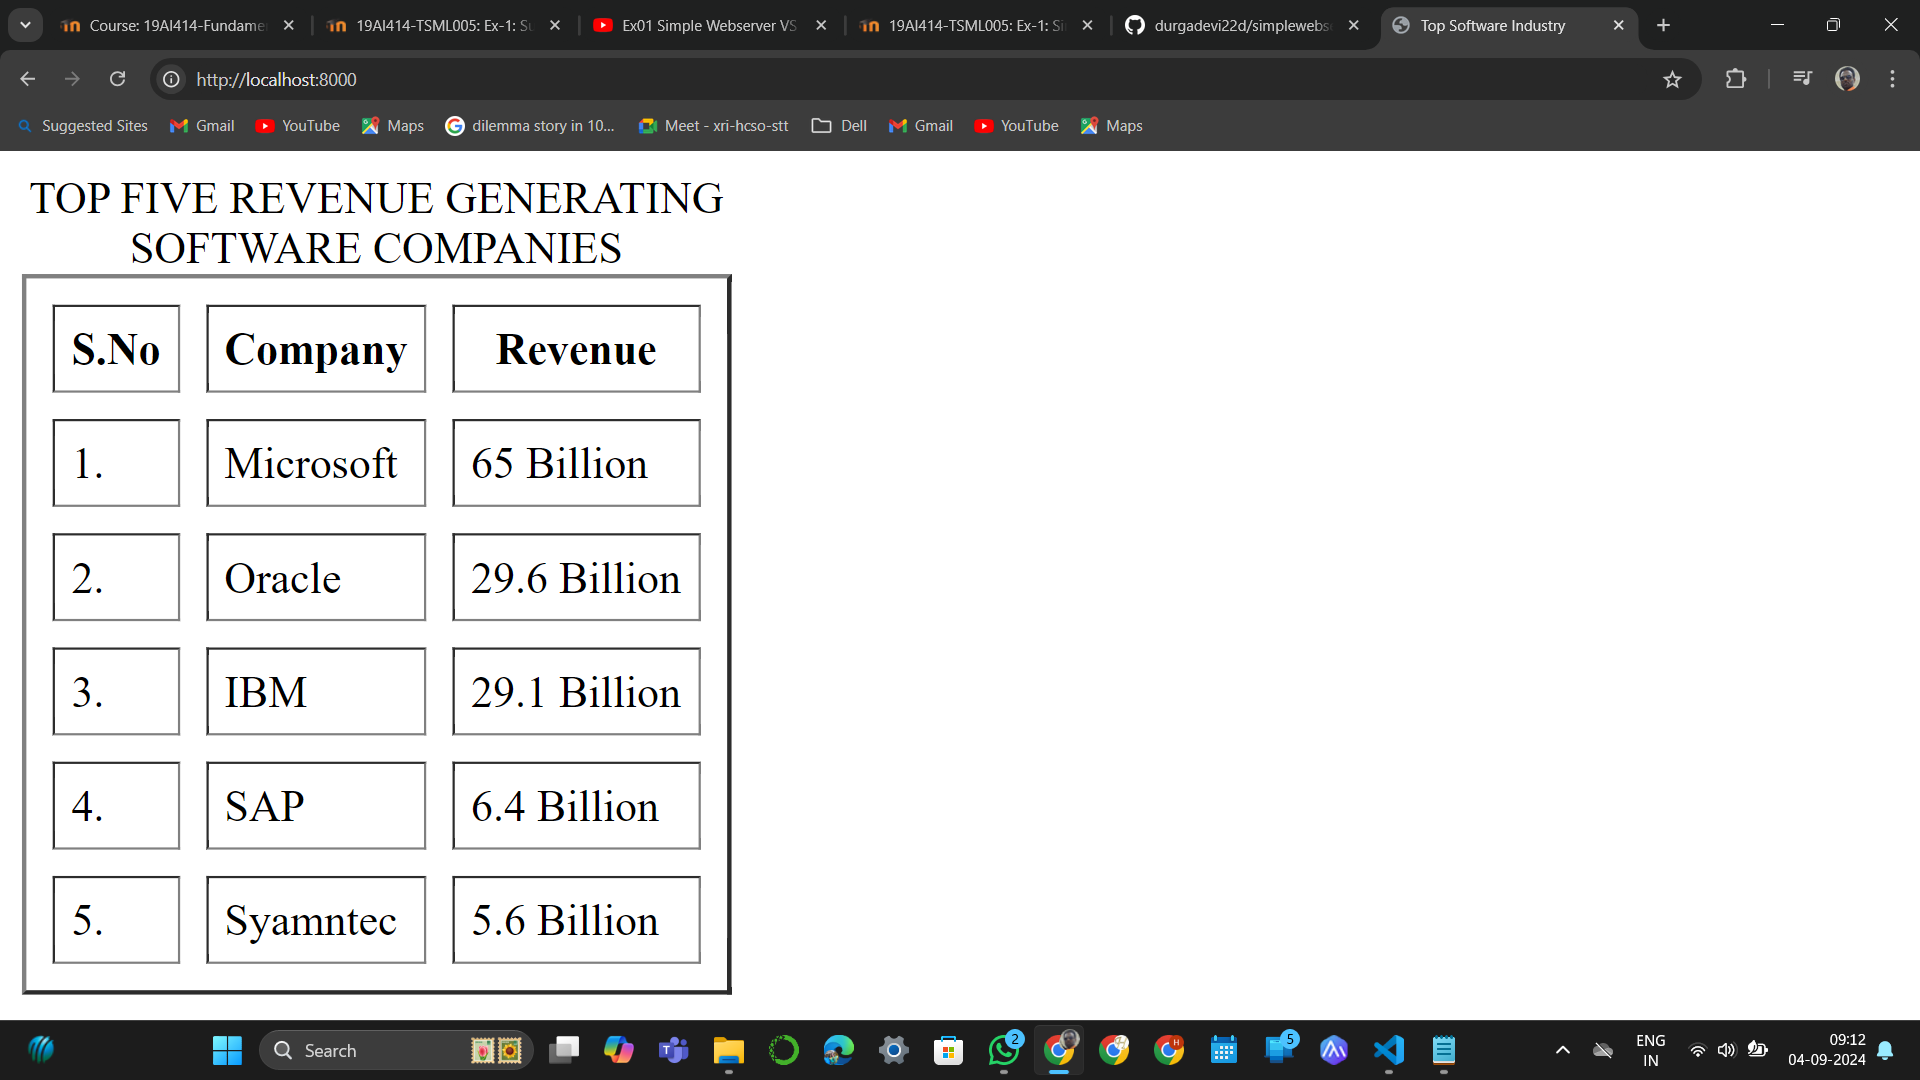 Course: 19AI414-Fundame
19AI414-TSML005: Ex-1: Su
Ex01 Simple Webserver VS
19AI414-TSML005: Ex-1: Si
durgadevi22d/simplewebse
Top Software Industry
http://localhost:8000
Suggested Sites Gmail YouTube Maps dilemma story in 10... Meet - xri-hcso-stt Dell Gmail YouTube Maps
TOP FIVE REVENUE GENERATING
SOFTWARE COMPANIES
S.No Company Revenue
1. Microsoft 65 Billion
2. Oracle 29.6 Billion
3. IBM 29.1 Billion
4. SAP 6.4 Billion
5. Syamntec 5.6 Billion
Search
2
H
5
ENG
IN
09:12
04-09-2024